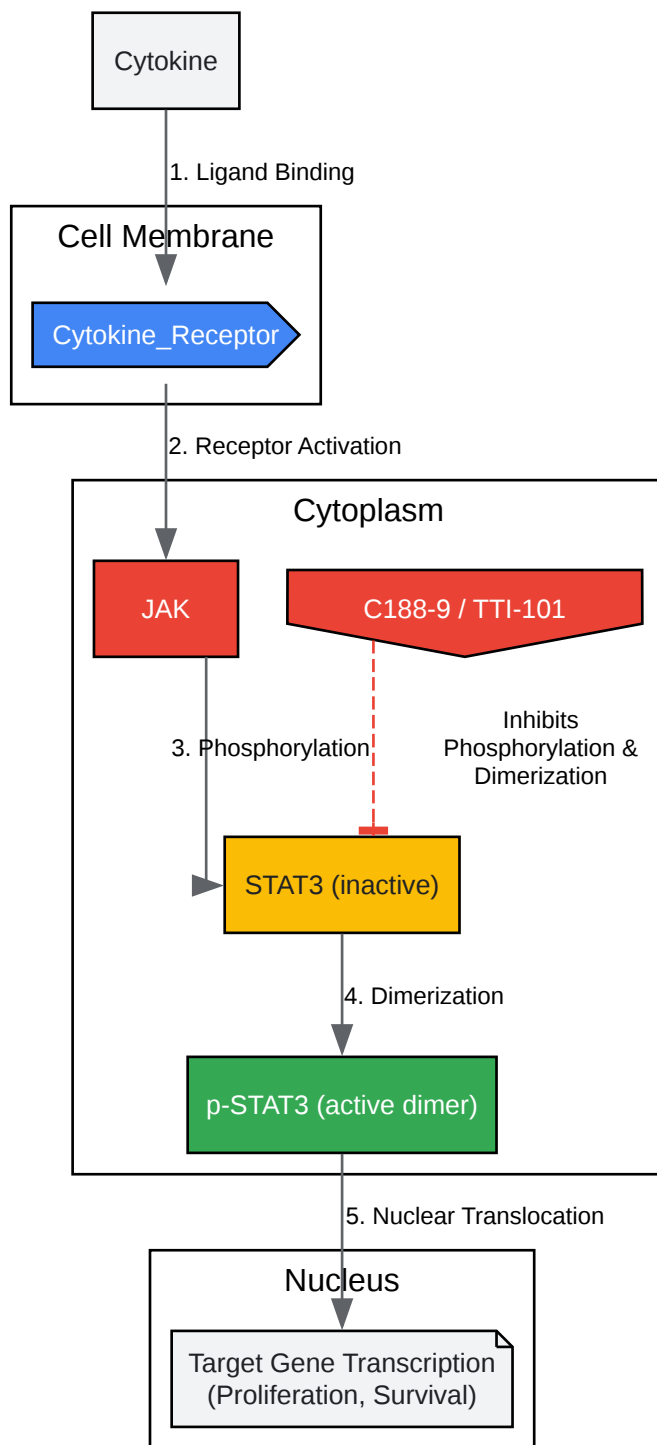 Cytokine
1. Ligand Binding
Cell Membrane
Cytokine_Receptor
2. Receptor Activation
Cytoplasm
JAK
C188-9 / TTI-101
3. Phosphorylation
Inhibits
Phosphorylation &
Dimerization
STAT3 (inactive)
4. Dimerization
p-STAT3 (active dimer)
5. Nuclear Translocation
Nucleus
Target Gene Transcription
(Proliferation, Survival)